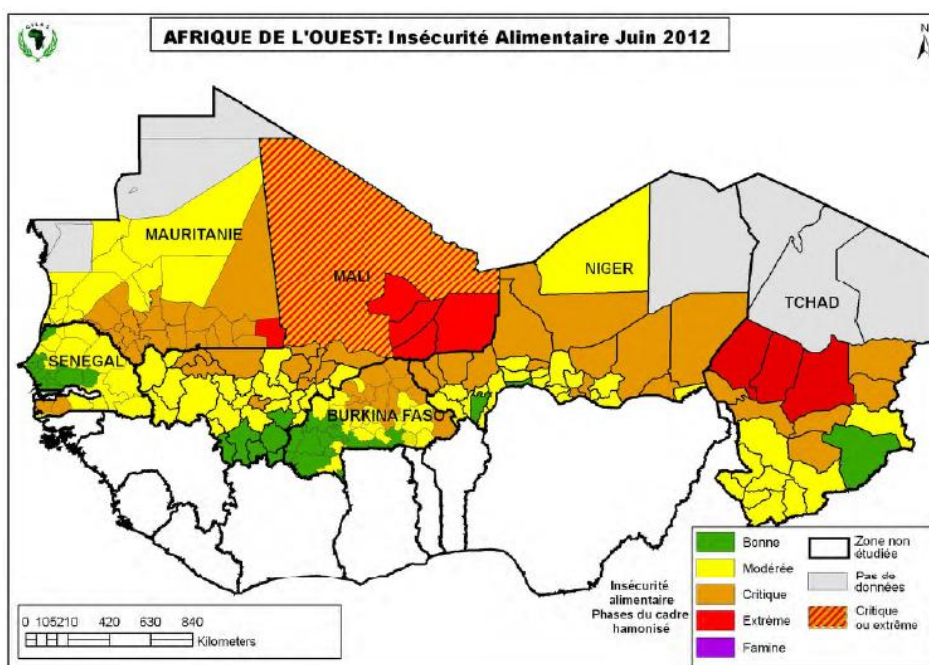 CILSS
AFRIQUE DE L'OUEST: Insécurité Alimentaire Juin 2012
N
MAURITANIE
MALI
NIGER
TCHAD
SENEGAL
BURKINA FASO
Insécurité
alimentaire
Phases du cadre
hamonisé
Bonne
Modérée
Critique
Extrême
Famine
Zone non
étudiée
Pas de
données
Critique
ou extrême
0 105210 420 630 840
Kilometers